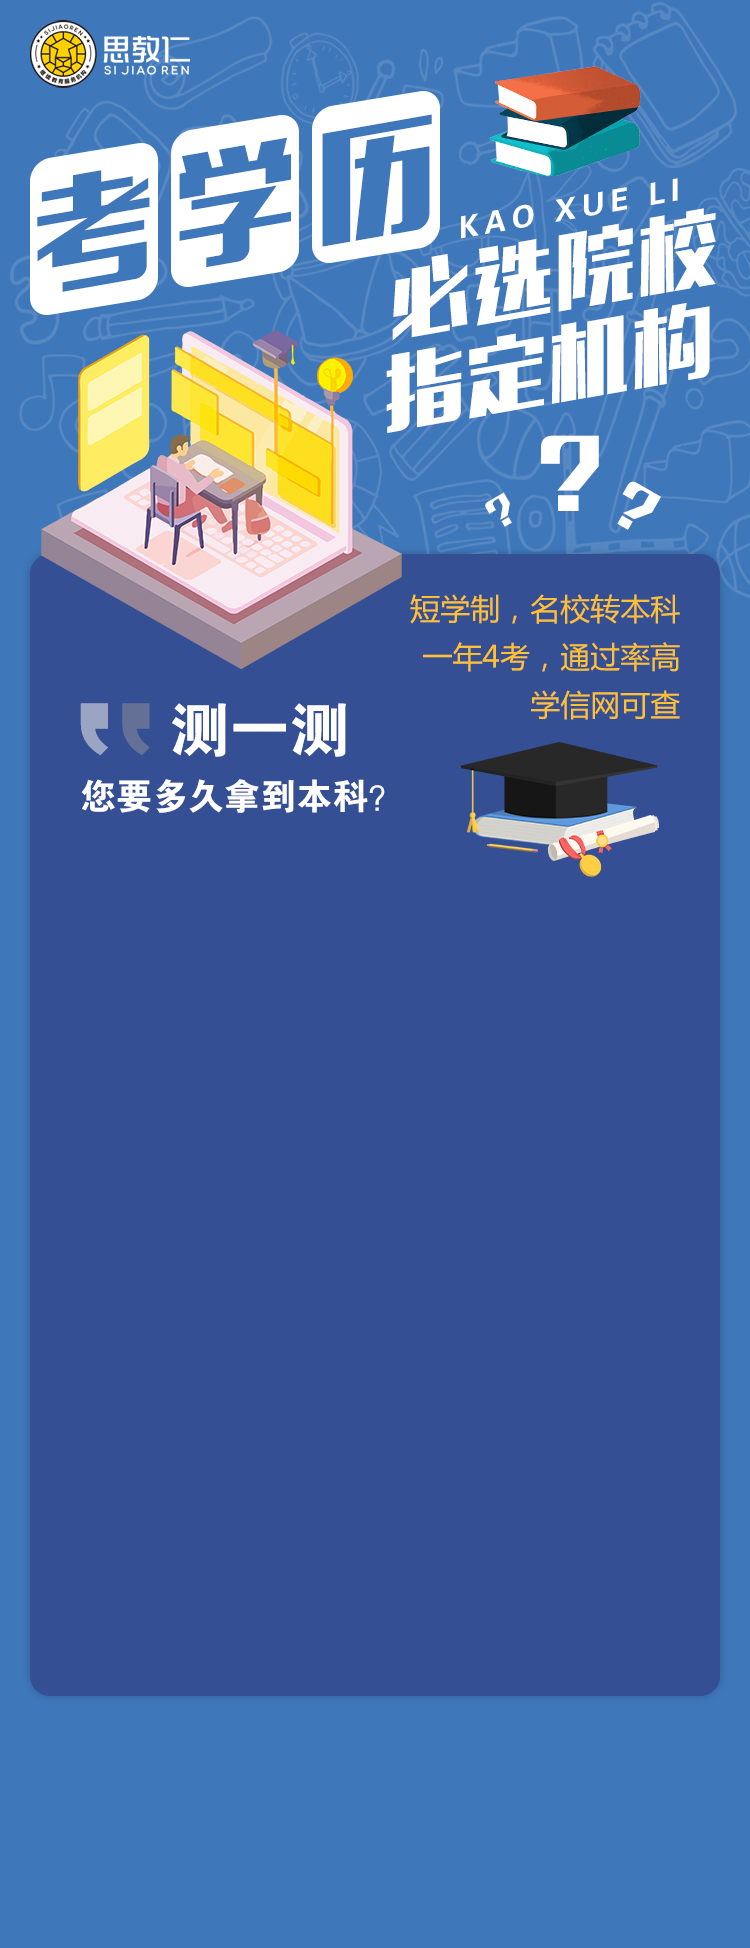 SIJIAOREN
思教仁
SI JIAO REN
考学历
KAO XUE LI
必选院校
指定机构
???
短学制，名校转本科
一年4考，通过率高
学信网可查
测一测
您要多久拿到本科?